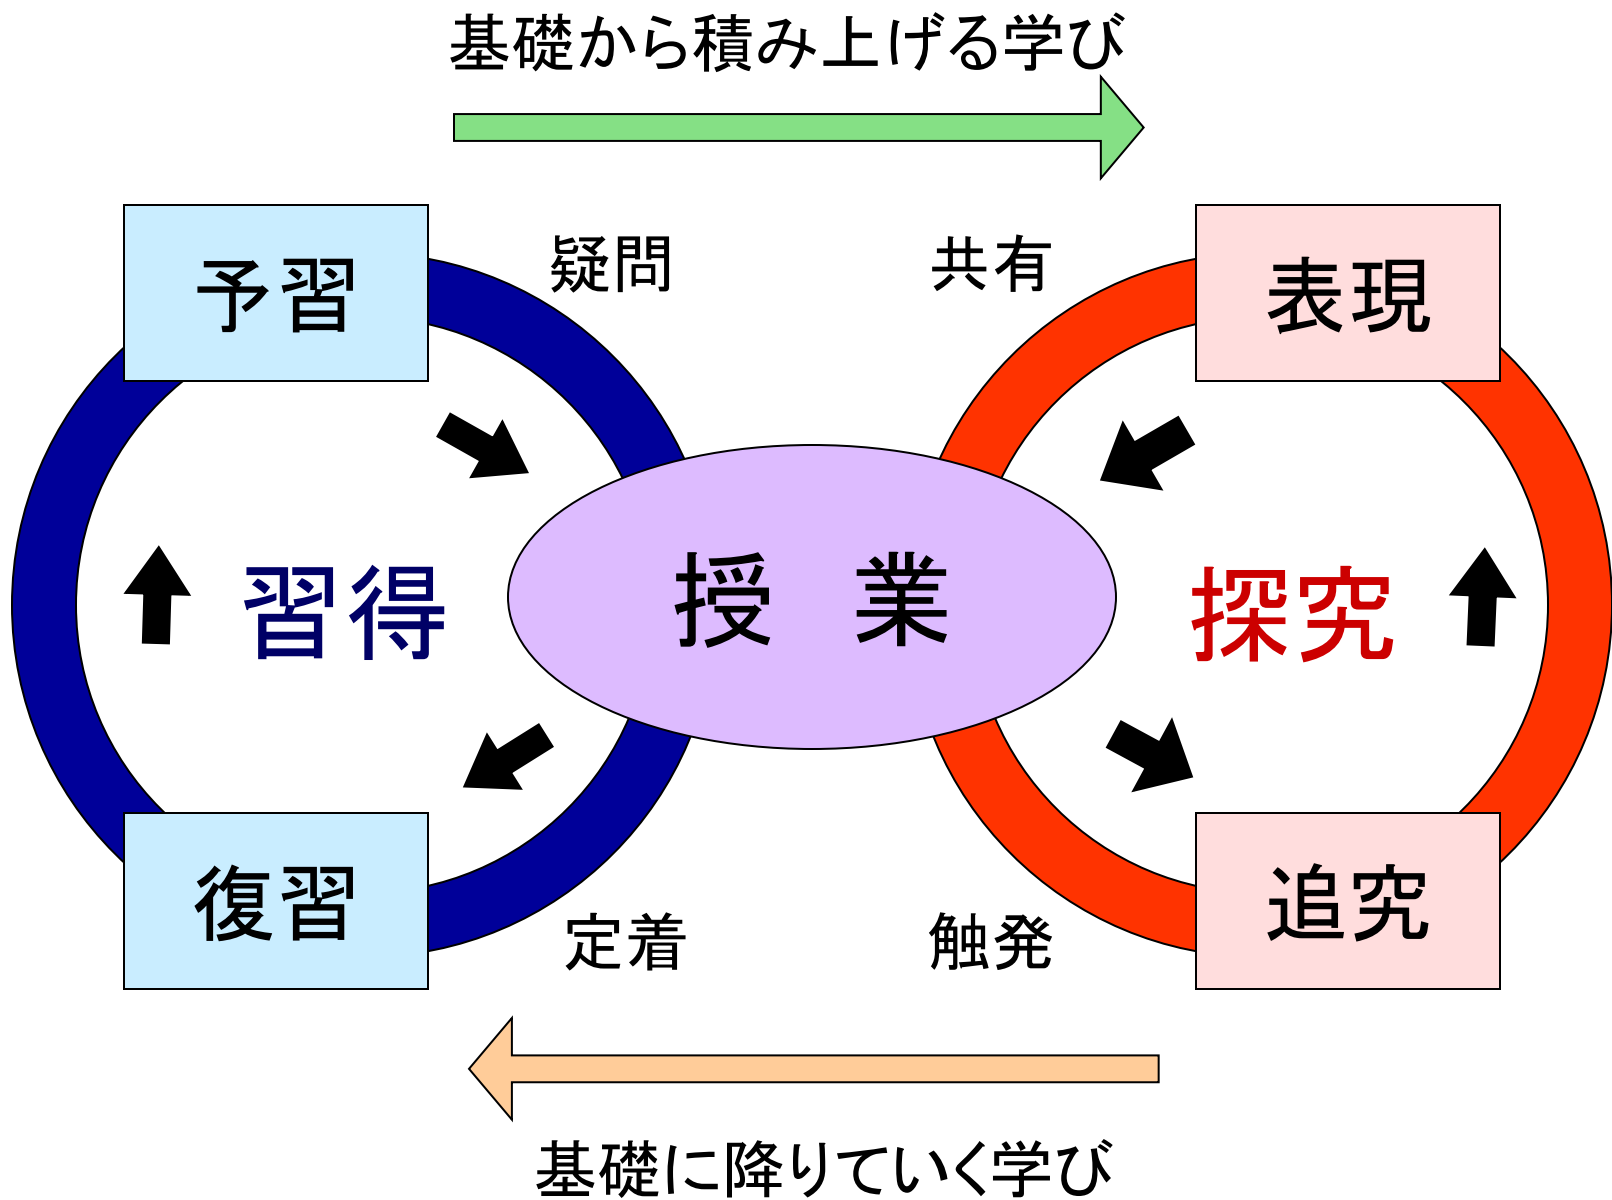 基礎から積み上げる学び
予習
疑問
共有
表現
習得
授　業
探究
復習
定着
触発
追究
基礎に降りていく学び